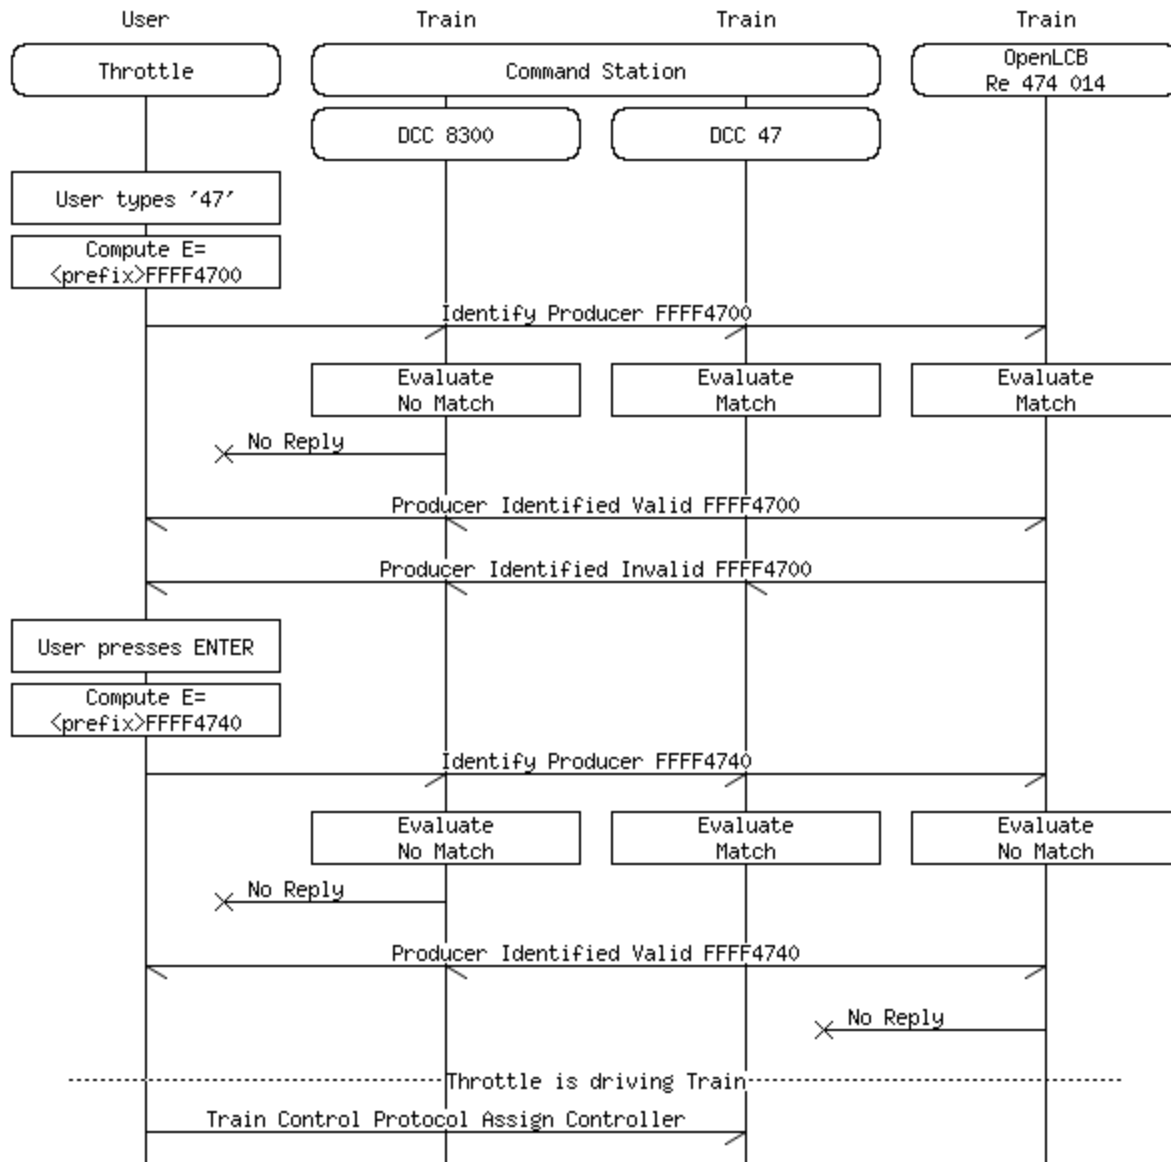 User Train Train Train
Throttle
Command Station
OpenLCB
Re 474 014
DCC 8300
DCC 47
User types '47'
Compute E=
<prefix>FFFF4700
Identify Producer FFFF4700
Evaluate
No Match
Evaluate
Match
Evaluate
Match
No Reply
Producer Identified Valid FFFF4700
Producer Identified Invalid FFFF4700
User presses ENTER
Compute E=
<prefix>FFFF4740
Identify Producer FFFF4740
Evaluate
No Match
Evaluate
Match
Evaluate
No Match
No Reply
Producer Identified Valid FFFF4740
No Reply
Throttle is driving Train
Train Control Protocol Assign Controller